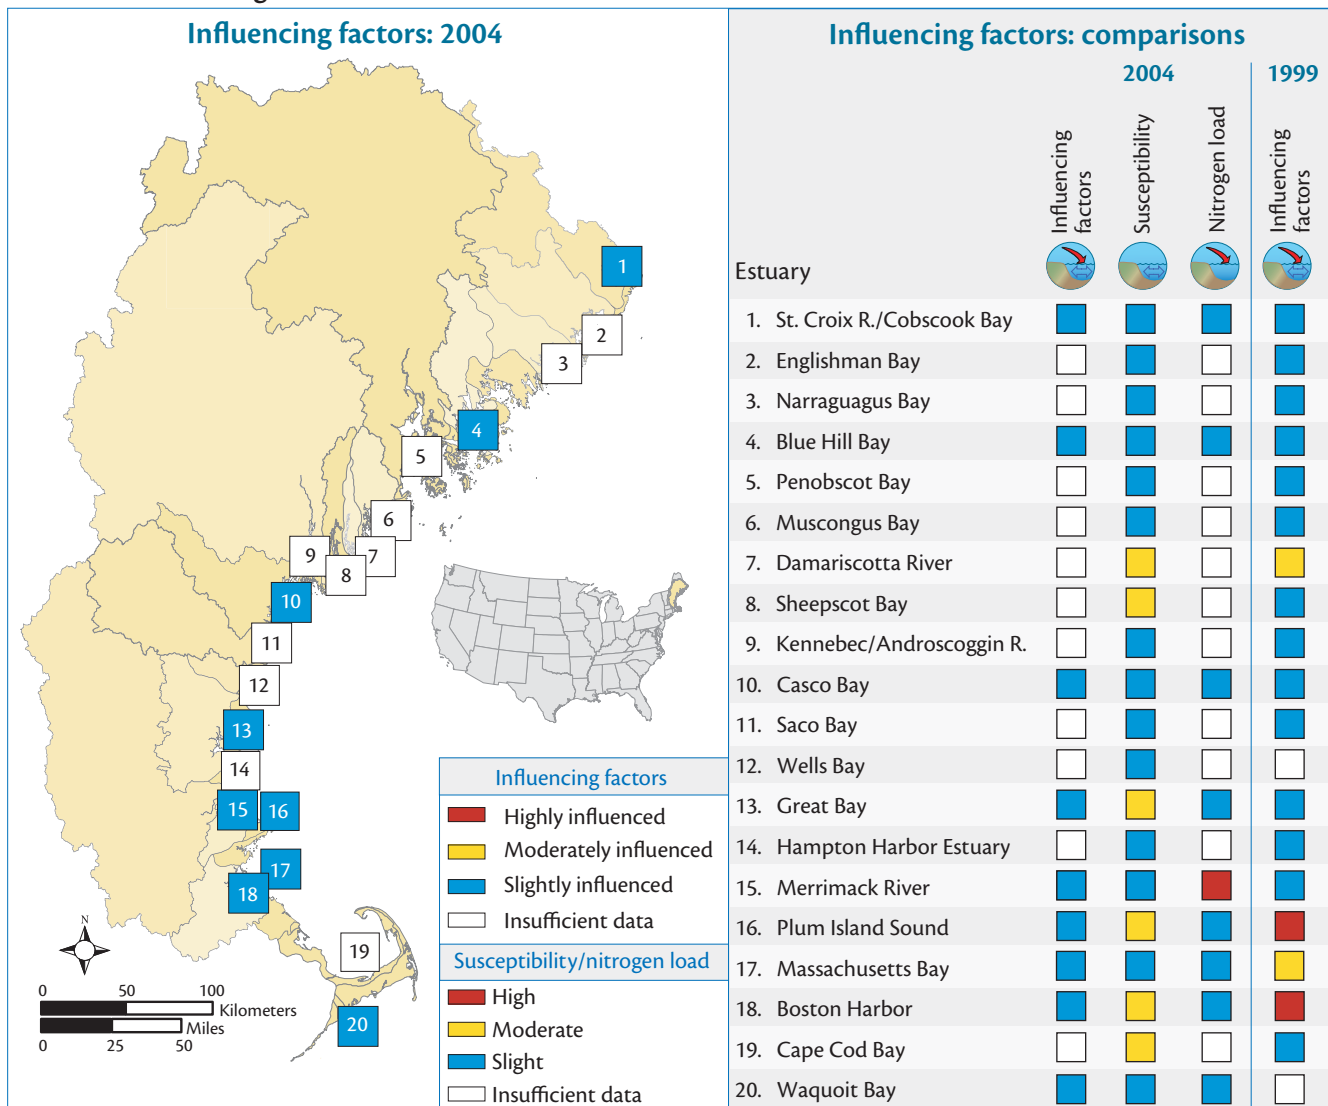 Influencing factors: 2004
1
2
3
4
5
6
7
8
9
10
11
12
13
14
15
16
17
18
19
20
N
0 50 100
Kilometers
Miles
0 25 50
Influencing factors
Highly influenced
Moderately influenced
Slightly influenced
Insufficient data
Susceptibility/nitrogen load
High
Moderate
Slight
Insufficient data
Influencing factors: comparisons
2004 1999
Influencing factors
Susceptibility
Nitrogen load
Influencing factors
Estuary
1. St. Croix R./Cobscook Bay
2. Englishman Bay
3. Narraguagus Bay
4. Blue Hill Bay
5. Penobscot Bay
6. Muscongus Bay
7. Damariscotta River
8. Sheepscot Bay
9. Kennebec/Androscoggin R.
10. Casco Bay
11. Saco Bay
12. Wells Bay
13. Great Bay
14. Hampton Harbor Estuary
15. Merrimack River
16. Plum Island Sound
17. Massachusetts Bay
18. Boston Harbor
19. Cape Cod Bay
20. Waquoit Bay